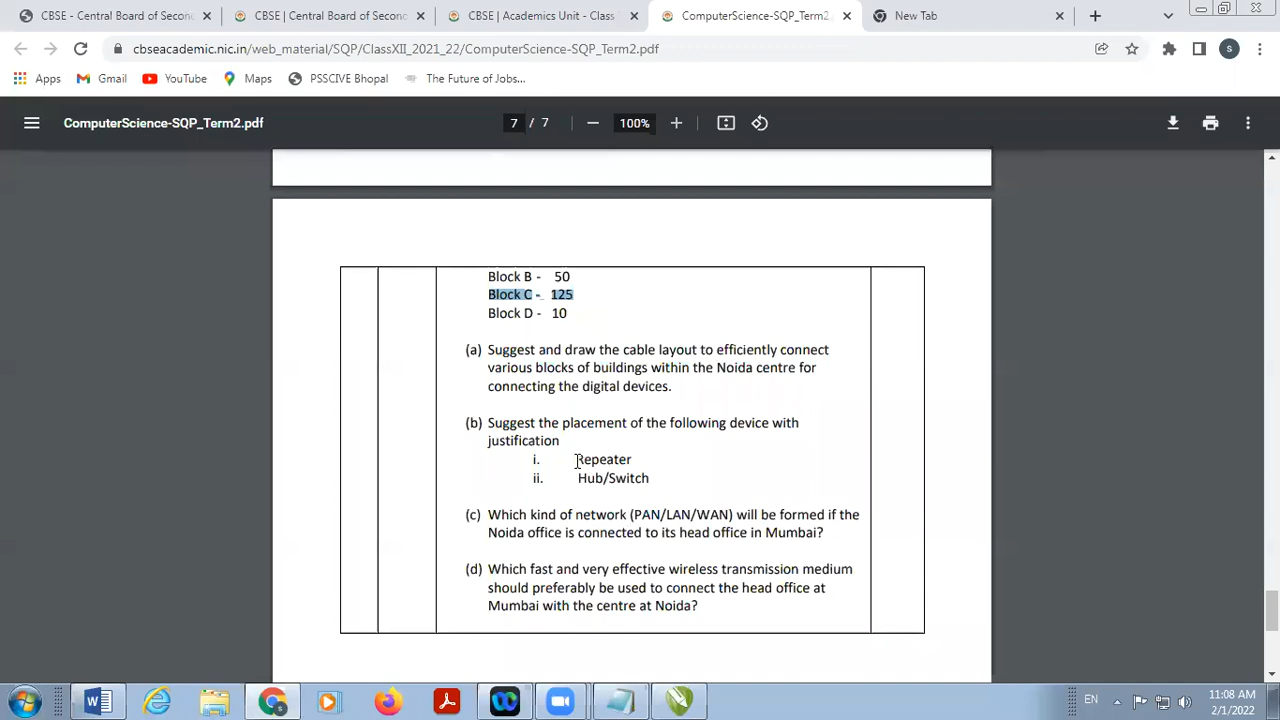 CBSE - Central Board of Second
CBSE | Central Board of Second
CBSE | Academics Unit - Class
ComputerScience-SQP_Term2.
New Tab
cbseacademic.nic.in/web_material/SQP/ClassXII_2021_22/ComputerScience-SQP_Term2.pdf
s
Apps
Gmail
YouTube
Maps
PSSCIVE Bhopal
The Future of Jobs...
ComputerScience-SQP_Term2.pdf
7 / 7
100%
Block B - 50
Block C - 125
Block D - 10
(a) Suggest and draw the cable layout to efficiently connect
various blocks of buildings within the Noida centre for
connecting the digital devices.
(b) Suggest the placement of the following device with
justification
i. Repeater
ii. Hub/Switch
(c) Which kind of network (PAN/LAN/WAN) will be formed if the
Noida office is connected to its head office in Mumbai?
(d) Which fast and very effective wireless transmission medium
should preferably be used to connect the head office at
Mumbai with the centre at Noida?
EN
11:08 AM
2/1/2022